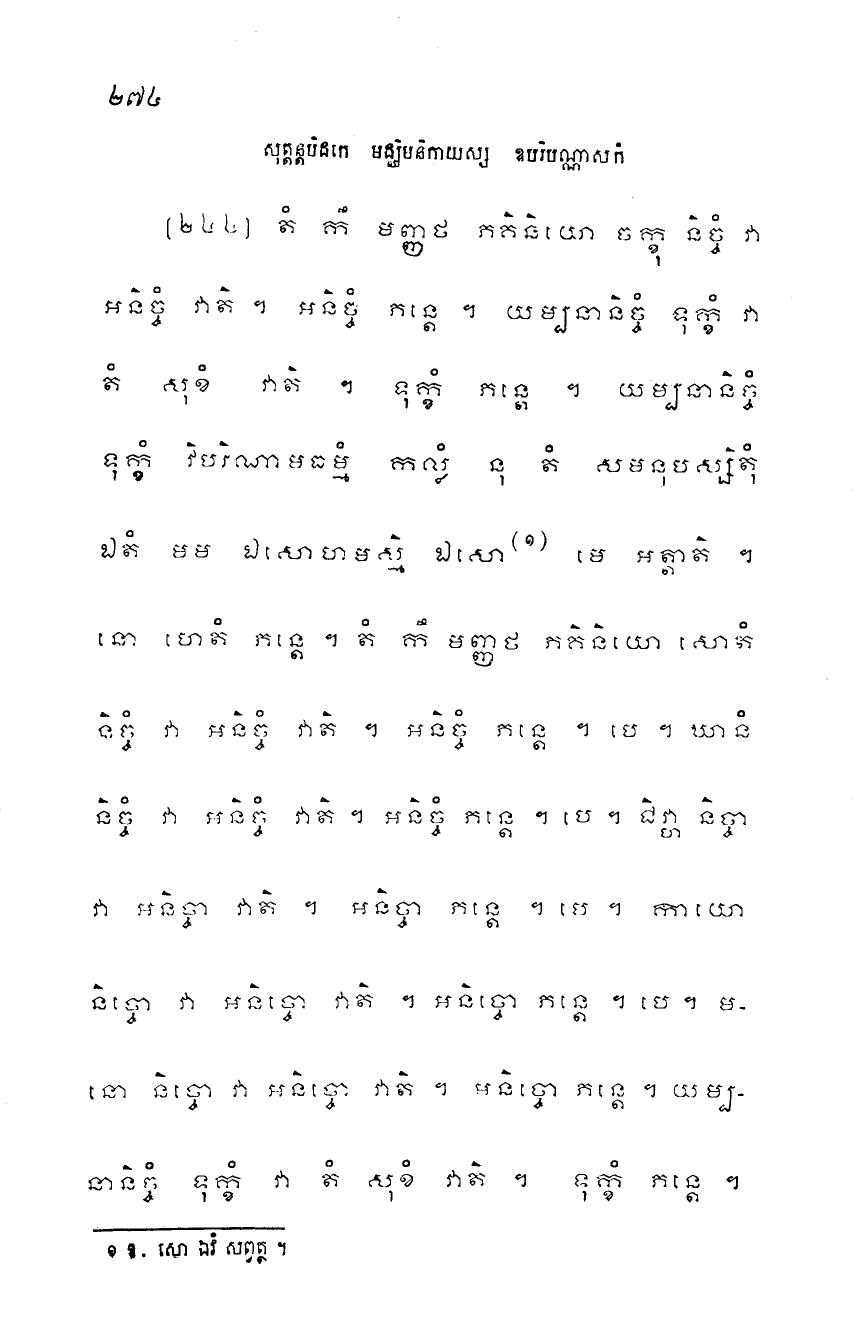 ២៧៤
សុត្តន្តបិដកេ មជ្ឈិមនិកាយស្ស ឧបរិបណ្ណាសកំ
[២៤៤] តំ កឹ មញ្ញថ ភគិនិយោ ចក្ខុ និច្ចំ វា
អនិច្ចំ វាតិ ។ អនិច្ចំ ភន្តេ ។ យម្បនានិច្ចំ ទុក្ខំ វា
តំ សុខំ វាតិ ។ ទុក្ខំ ភន្តេ ។ យម្បនានិច្ចំ
ទុក្ខំ វិបរិណាមធម្មំ កល្លំ នុ តំ សមនុបស្សិតុំ
ឯតំ មម ឯសោហមស្មិ ឯសោ(១) មេ អត្តាតិ ។
នោ ហេតំ ភន្តេ ។ តំ កឹ មញ្ញថ ភគិនិយោ សោតំ
និច្ចំ វា អនិច្ចំ វាតិ ។ អនិច្ចំ ភន្តេ ។ បេ ។ ឃានំ
និច្ចំ វា អនិច្ចំ វាតិ ។ អនិច្ចំ ភន្តេ ។ បេ ។ ជិវ្ហា និច្ចា
វា អនិច្ចា វាតិ ។ អនិច្ចា ភន្តេ ។ បេ ។ កាយោ
និច្ចោ វា អនិច្ចោ វាតិ ។ អនិច្ចោ ភន្តេ ។ បេ ។ ម-
នោ និច្ចោ វា អនិច្ចោ វាតិ ។ អនិច្ចោ ភន្តេ ។ យម្ប-
នានិច្ចំ ទុក្ខំ វា តំ សុខំ វាតិ ។ ទុក្ខំ ភន្តេ ។
១ ឱ. សោ ឯវំ សព្វត្ថ ។